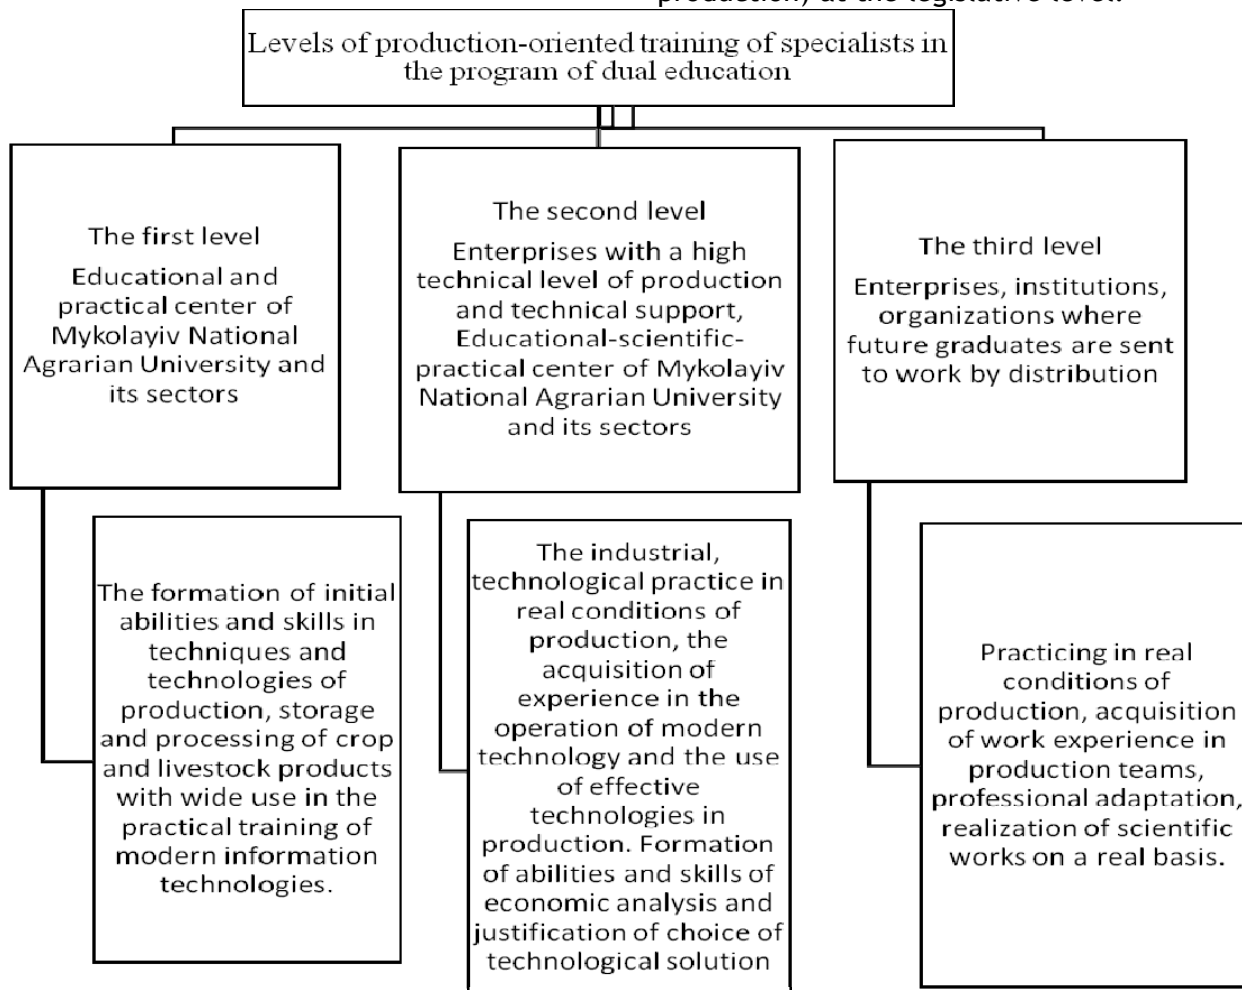 production) at the legislative level.
Levels of production-oriented training of specialists in
the program of dual education
The first level
Educational and
practical center of
Mykolayiv National
Agrarian University and
its sectors
The second level
Enterprises with a high
technical level of production
and technical support,
Educational-scientific-
practical center of Mykolayiv
National Agrarian University
and its sectors
The third level
Enterprises, institutions,
organizations where
future graduates are sent
to work by distribution
The formation of initial
abilities and skills in
techniques and
technologies of
production, storage
and processing of crop
and livestock products
with wide use in the
practical training of
modern information
technologies.
The industrial,
technological practice in
real conditions of
production, the
acquisition of
experience in the
operation of modern
technology and the use
of effective
technologies in
production. Formation
of abilities and skills of
economic analysis and
justification of choice of
technological solution
Practicing in real
conditions of
production, acquisition
of work experience in
production teams,
professional adaptation,
realization of scientific
works on a real basis.